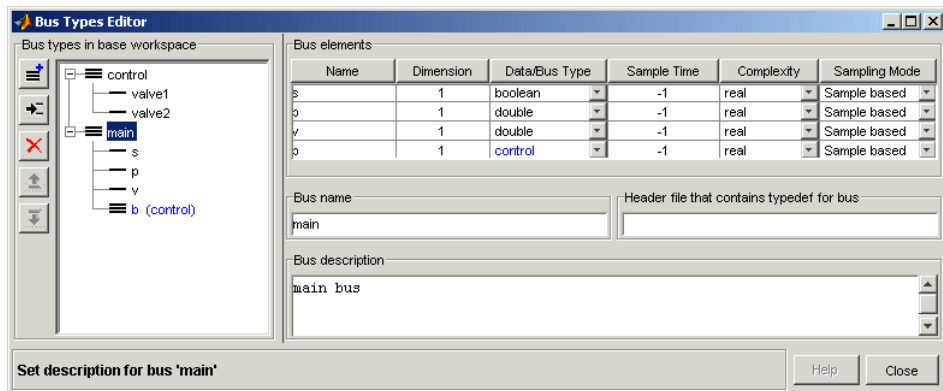 Bus Types Editor
Bus types in base workspace
control
valve1
valve2
main
s
p
v
b (control)
Bus elements
Name Dimension Data/Bus Type Sample Time Complexity Sampling Mode
s 1 boolean -1 real Sample based
p 1 double -1 real Sample based
v 1 double -1 real Sample based
b 1 control -1 real Sample based
Bus name
main
Header file that contains typedef for bus
Bus description
main bus
Set description for bus 'main'
Help Close